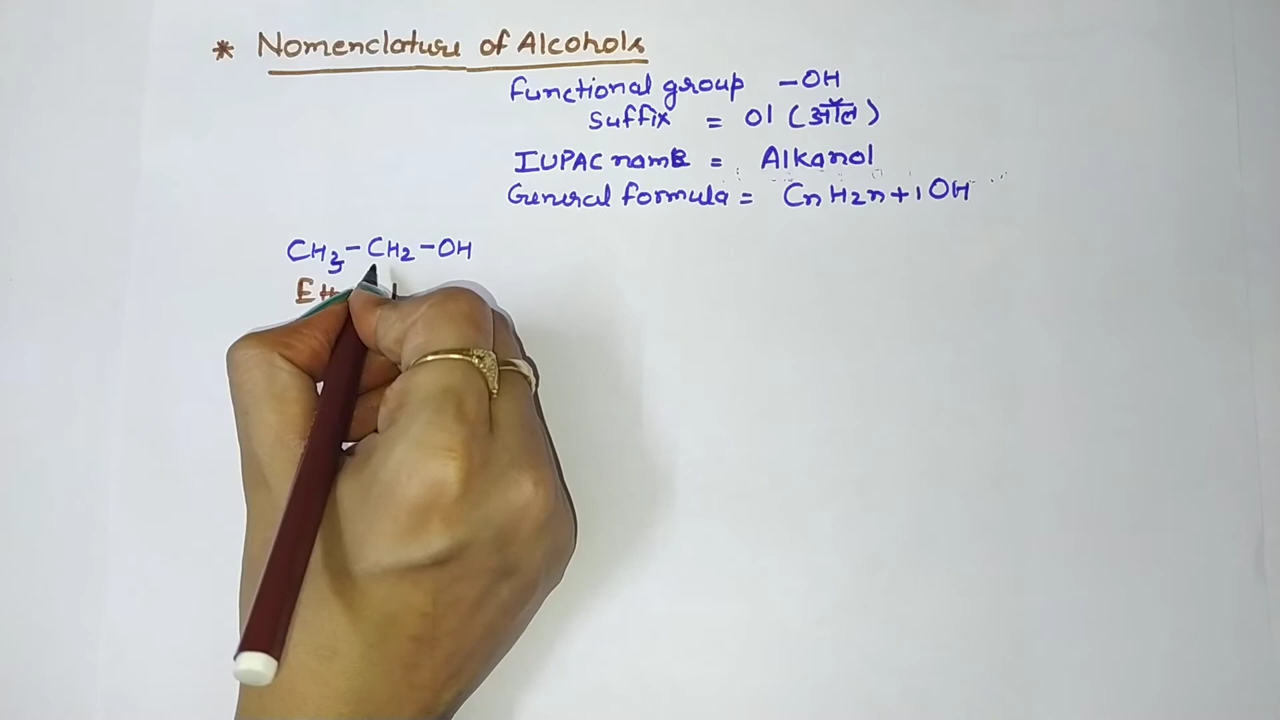 * Nomenclature of Alcohols
Functional group -OH
Suffix = Ol (ऑल)
IUPAC name = Alkanol
General formula = CnH2n+1OH
CH3-CH2-OH